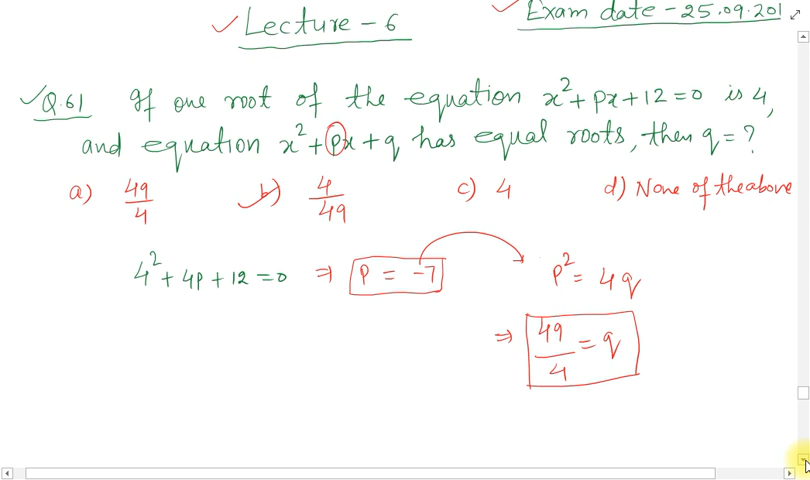 ✓ Lecture - 6
✓ Exam date - 25.09.201
✓ Q.61 If one root of the equation x² + px + 12 = 0 is 4,
and equation x² + px + q has equal roots, then q = ?
a) 49/4 ✓ b) 4/49 c) 4 d) None of the above
4² + 4p + 12 = 0 ⇒ p = -7 p² = 4q
⇒ 49/4 = q